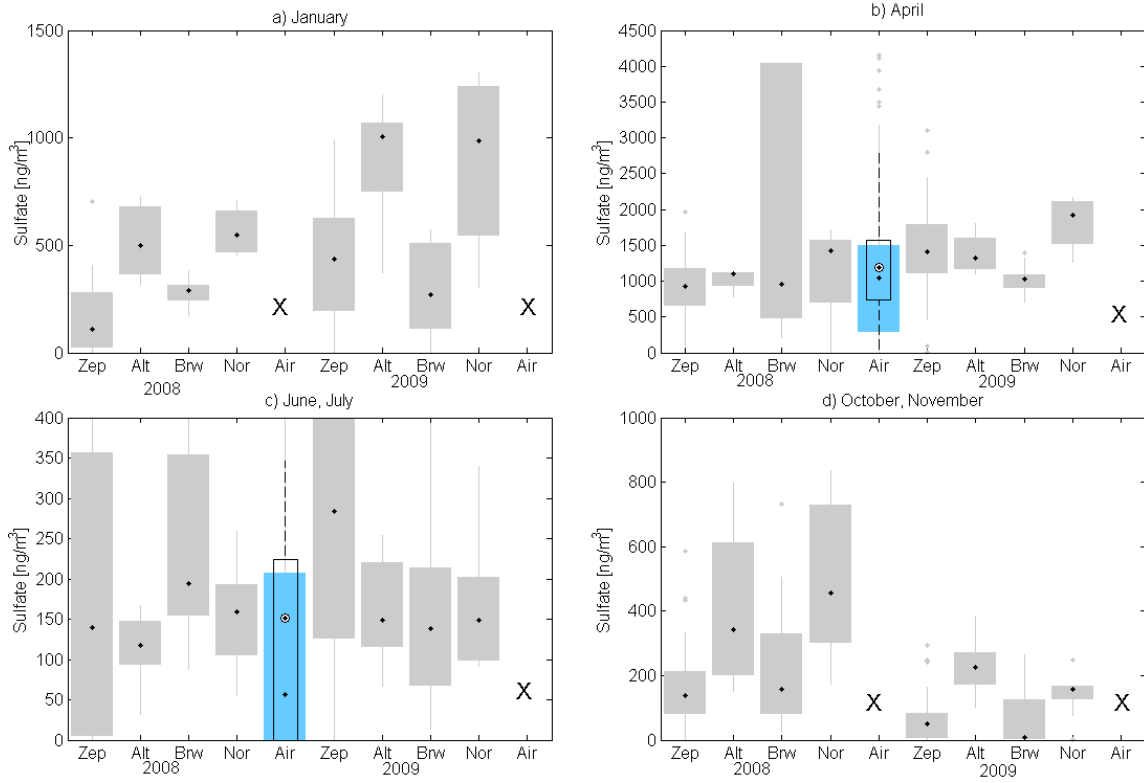 a) January
1500
1000
500
0
Sulfate [ng/m³]
X
X
Zep Alt Brw Nor Air Zep Alt Brw Nor Air
2008 2009
b) April
4500
4000
3500
3000
2500
2000
1500
1000
500
0
Sulfate [ng/m³]
X
Zep Alt Brw Nor Air Zep Alt Brw Nor Air
2008 2009
c) June, July
400
350
300
250
200
150
100
50
0
Sulfate [ng/m³]
X
Zep Alt Brw Nor Air Zep Alt Brw Nor Air
2008 2009
d) October, November
1000
800
600
400
200
0
Sulfate [ng/m³]
X
X
Zep Alt Brw Nor Air Zep Alt Brw Nor Air
2008 2009